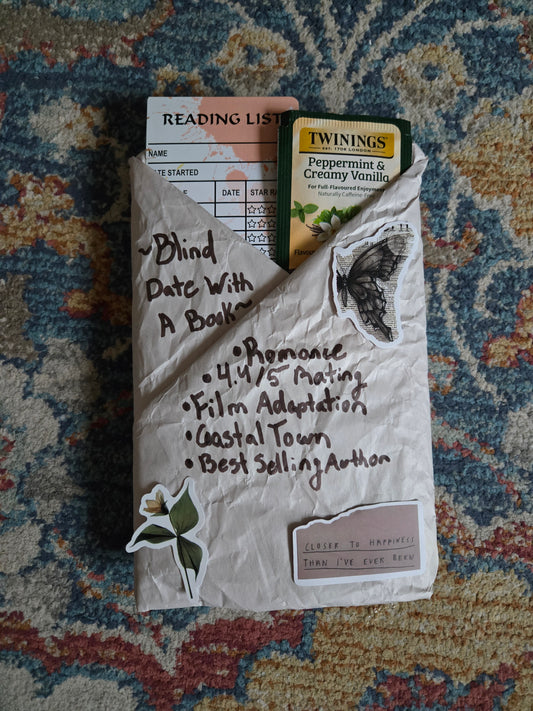 READING LIST
NAME
DATE STARTED
DATE
STAR RA
TWININGS
EST. 1706 LONDON
Peppermint &
Creamy Vanilla
For Full-Flavoured Enjoyment
Naturally Caffeine-
Flavou
~Blind
Date With
A Book~
•Romance
•4.4/5 Rating
•Film Adaptation
•Coastal Town
•Best Selling Author
CLOSER TO HAPPINESS
THAN I'VE EVER BEEN